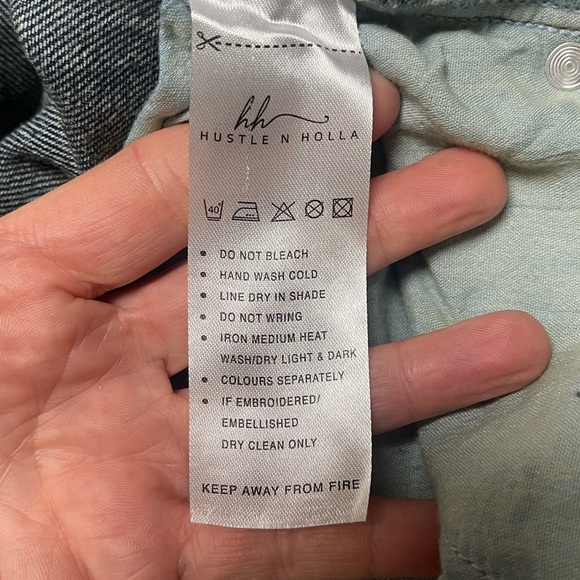 hh
HUSTLE N HOLLA
40
• DO NOT BLEACH
• HAND WASH COLD
• LINE DRY IN SHADE
• DO NOT WRING
• IRON MEDIUM HEAT
WASH/DRY LIGHT & DARK
• COLOURS SEPARATELY
• IF EMBROIDERED/
EMBELLISHED
DRY CLEAN ONLY
KEEP AWAY FROM FIRE